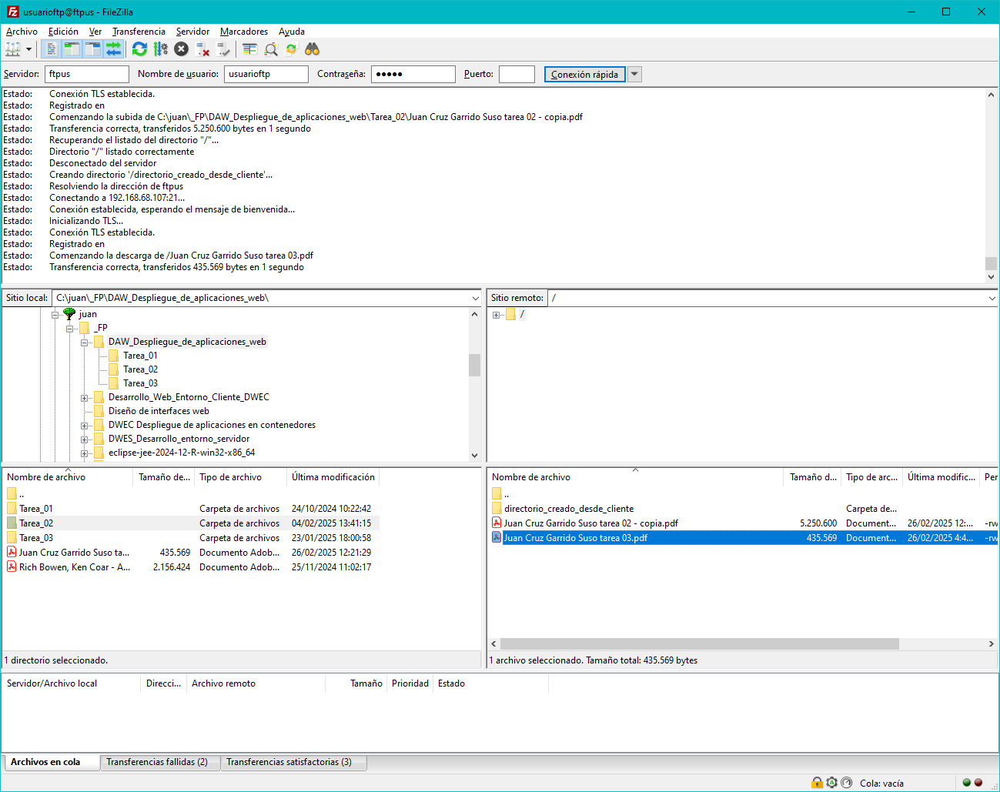 usuarioftp@ftpus - FileZilla
Archivo Edición Ver Transferencia Servidor Marcadores Ayuda
Servidor: ftpus Nombre de usuario: usuarioftp Contraseña: ●●●●● Puerto: Conexión rápida
Estado: Conexión TLS establecida.
Estado: Registrado en
Estado: Comenzando la subida de C:\juan\_FP\DAW_Despliegue_de_aplicaciones_web\Tarea_02\Juan Cruz Garrido Suso tarea 02 - copia.pdf
Estado: Transferencia correcta, transferidos 5.250.600 bytes en 1 segundo
Estado: Recuperando el listado del directorio "/"...
Estado: Directorio "/" listado correctamente
Estado: Desconectado del servidor
Estado: Creando directorio '/directorio_creado_desde_cliente'...
Estado: Resolviendo la dirección de ftpus
Estado: Conectando a 192.168.68.107:21...
Estado: Conexión establecida, esperando el mensaje de bienvenida...
Estado: Inicializando TLS...
Estado: Conexión TLS establecida.
Estado: Registrado en
Estado: Comenzando la descarga de /Juan Cruz Garrido Suso tarea 03.pdf
Estado: Transferencia correcta, transferidos 435.569 bytes en 1 segundo
Sitio local: C:\juan\_FP\DAW_Despliegue_de_aplicaciones_web\
juan
_FP
DAW_Despliegue_de_aplicaciones_web
Tarea_01
Tarea_02
Tarea_03
Desarrollo_Web_Entorno_Cliente_DWEC
Diseño de interfaces web
DWEC Despliegue de aplicaciones en contenedores
DWES_Desarrollo_entorno_servidor
eclipse-jee-2024-12-R-win32-x86_64
Sitio remoto: /
/
Nombre de archivo Tamaño de... Tipo de archivo Última modificación
..
Tarea_01 Carpeta de archivos 24/10/2024 10:22:42
Tarea_02 Carpeta de archivos 04/02/2025 13:41:15
Tarea_03 Carpeta de archivos 23/01/2025 18:00:58
Juan Cruz Garrido Suso ta... 435.569 Documento Adob... 26/02/2025 12:21:29
Rich Bowen, Ken Coar - A... 2.156.424 Documento Adob... 25/11/2024 11:02:17
1 directorio seleccionado.
Nombre de archivo Tamaño d... Tipo de arc... Última modific... Per
..
directorio_creado_desde_cliente Carpeta de...
Juan Cruz Garrido Suso tarea 02 - copia.pdf 5.250.600 Document... 26/02/2025 12:... -rw
Juan Cruz Garrido Suso tarea 03.pdf 435.569 Document... 26/02/2025 4:4... -rw
1 archivo seleccionado. Tamaño total: 435.569 bytes
Servidor/Archivo local Direcci... Archivo remoto Tamaño Prioridad Estado
Archivos en cola Transferencias fallidas (2) Transferencias satisfactorias (3)
Cola: vacía